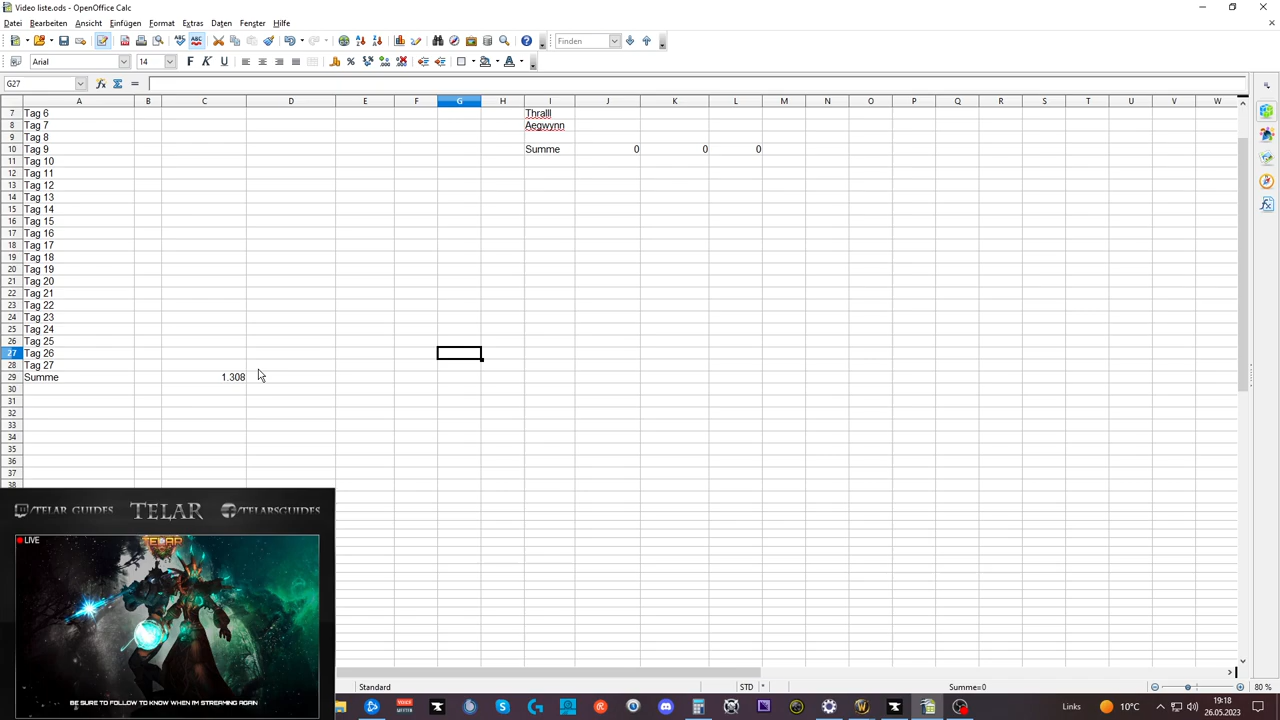 Video liste.ods - OpenOffice Calc
Datei Bearbeiten Ansicht Einfügen Format Extras Daten Fenster Hilfe
Finden
Arial 14
G27
A B C D E F G H I J K L M N O P Q R S T U V W
7 Tag 6 Thralll
8 Tag 7 Aegwynn
9 Tag 8
10 Tag 9 Summe 0 0 0
11 Tag 10
12 Tag 11
13 Tag 12
14 Tag 13
15 Tag 14
16 Tag 15
17 Tag 16
18 Tag 17
19 Tag 18
20 Tag 19
21 Tag 20
22 Tag 21
23 Tag 22
24 Tag 23
25 Tag 24
26 Tag 25
27 Tag 26
28 Tag 27
29 Summe 1.308
30
31
32
33
34
35
36
37
38
/TELAR GUIDES TELAR /TELARSGUIDES
LIVE
TELAR
BE SURE TO FOLLOW TO KNOW WHEN I'M STREAMING AGAIN
Standard STD * Summe=0 80 %
Links 10°C 19:18
26.05.2023